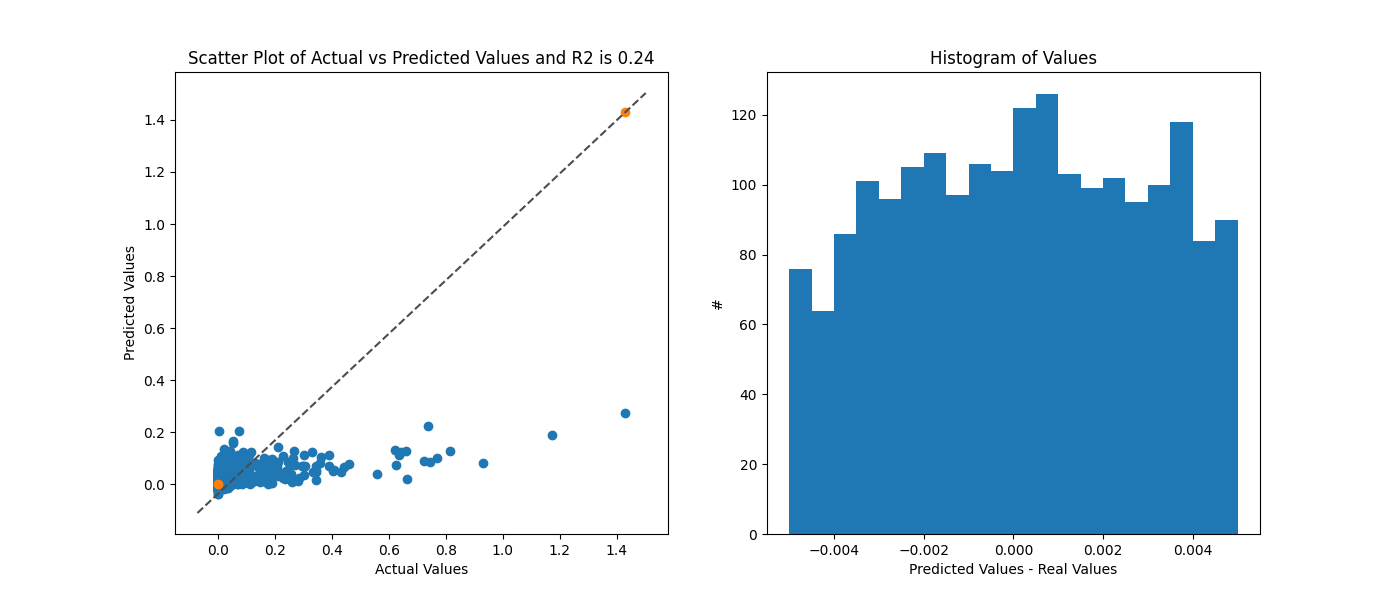 Scatter Plot of Actual vs Predicted Values and R2 is 0.24
Predicted Values
1.4
1.2
1.0
0.8
0.6
0.4
0.2
0.0
0.0 0.2 0.4 0.6 0.8 1.0 1.2 1.4
Actual Values
Histogram of Values
#
120
100
80
60
40
20
0
−0.004 −0.002 0.000 0.002 0.004
Predicted Values - Real Values